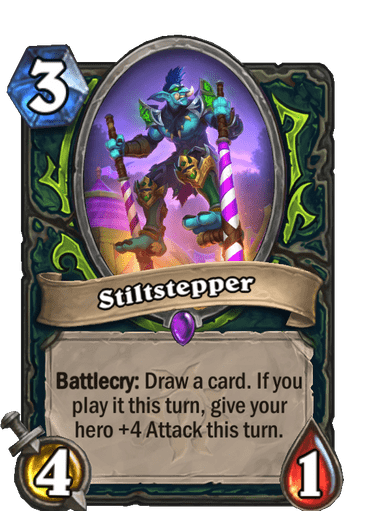 3
Stiltstepper
Battlecry: Draw a card. If you
play it this turn, give your
hero +4 Attack this turn.
4
1